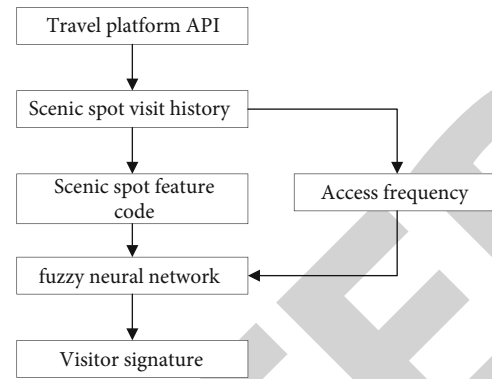 Travel platform API
Scenic spot visit history
Scenic spot feature
code
Access frequency
fuzzy neural network
Visitor signature